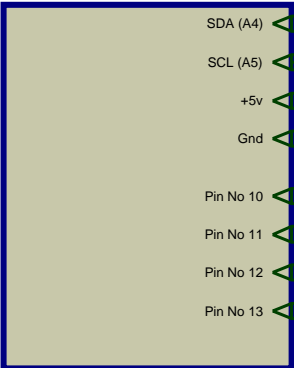 SDA (A4)
SCL (A5)
+5v
Gnd
Pin No 10
Pin No 11
Pin No 12
Pin No 13